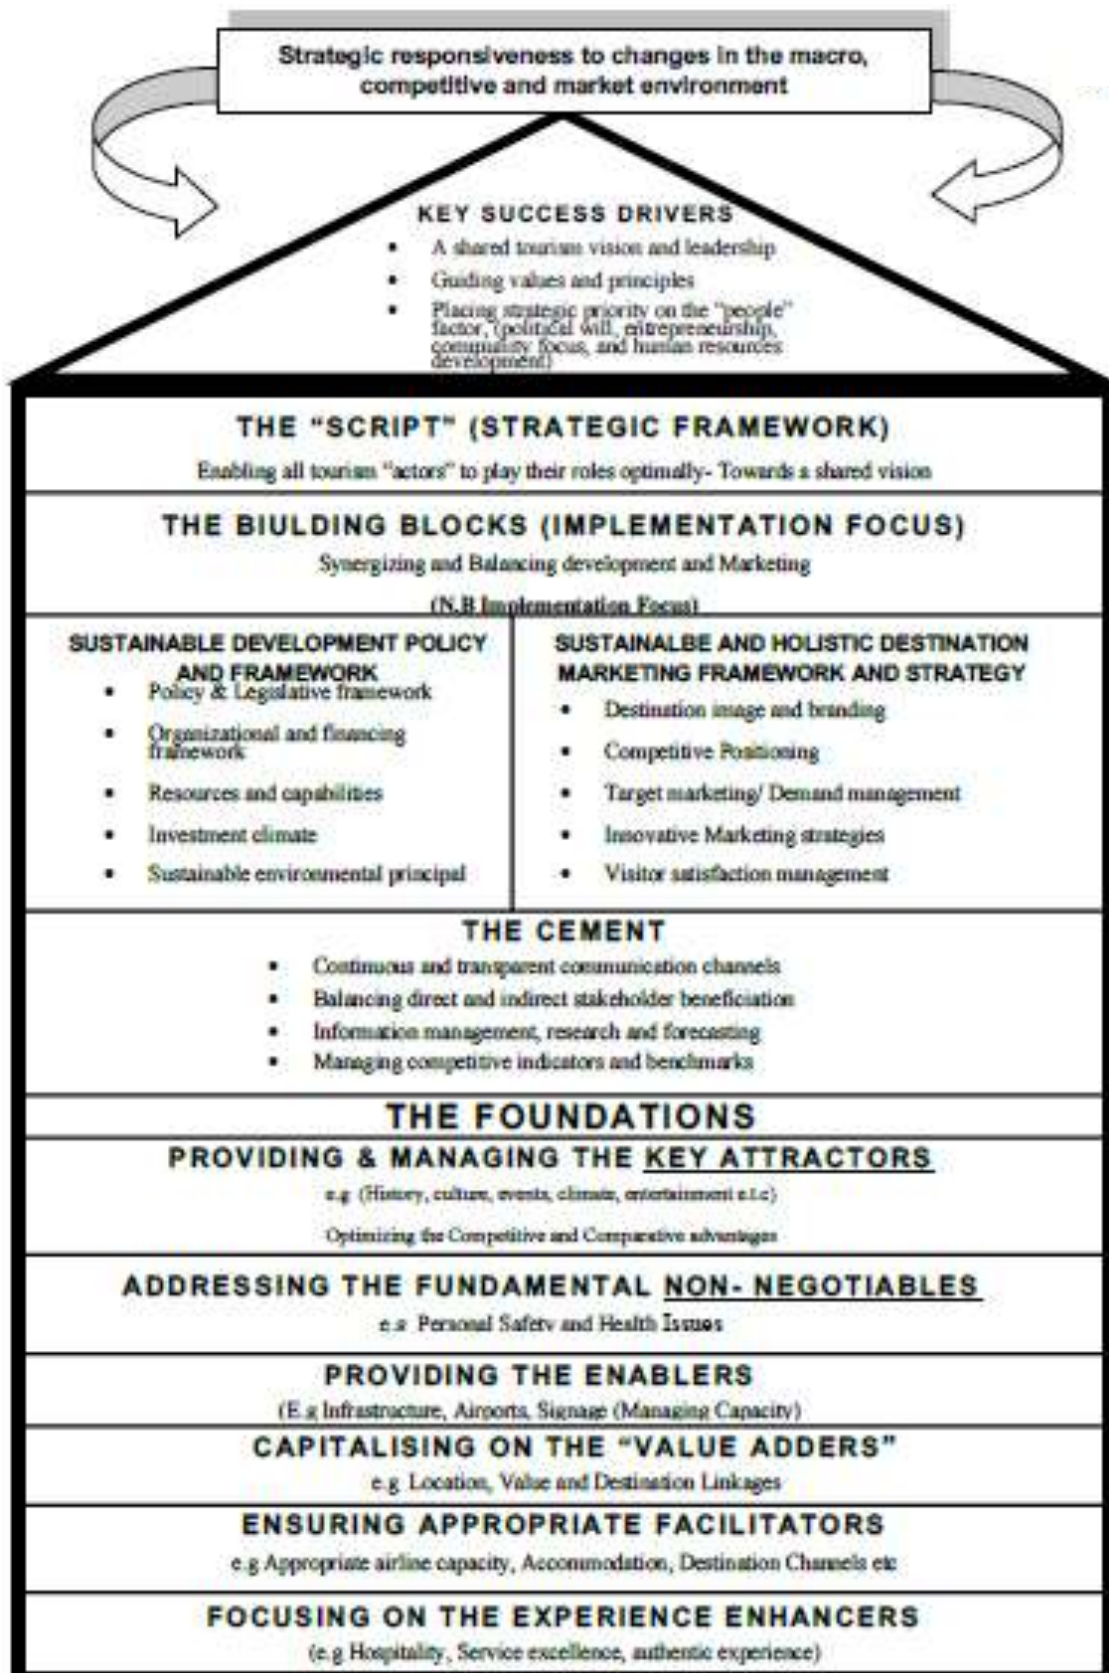 Strategic responsiveness to changes in the macro,
competitive and market environment
KEY SUCCESS DRIVERS
• A shared tourism vision and leadership
• Guiding values and principles
• Placing strategic priority on the "people"
factor, (political will, entrepreneurship,
focus, and human resources
development)
THE "SCRIPT" (STRATEGIC FRAMEWORK)
Enabling all tourism "actors" to play their roles optimally- Towards a shared vision
THE BIULDING BLOCKS (IMPLEMENTATION FOCUS)
Synergizing and Balancing development and Marketing
(N.B Implementation Focus)
SUSTAINABLE DEVELOPMENT POLICY
AND FRAMEWORK
• Policy & Legislative framework
• Organizational and financing
framework
• Resources and capabilities
• Investment climate
• Sustainable environmental principal
SUSTAINALBE AND HOLISTIC DESTINATION
MARKETING FRAMEWORK AND STRATEGY
• Destination image and branding
• Competitive Positioning
• Target marketing/ Demand management
• Innovative Marketing strategies
• Visitor satisfaction management
THE CEMENT
• Continuous and transparent communication channels
• Balancing direct and indirect stakeholder beneficiation
• Information management, research and forecasting
• Managing competitive indicators and benchmarks
THE FOUNDATIONS
PROVIDING & MANAGING THE KEY ATTRACTORS
e.g (History, culture, events, climate, entertainment e.t.c)
Optimizing the Competitive and Comparative advantages
ADDRESSING THE FUNDAMENTAL NON- NEGOTIABLES
e.g Personal Safety and Health Issues
PROVIDING THE ENABLERS
(E.g Infrastructure, Airports, Signage (Managing Capacity)
CAPITALISING ON THE "VALUE ADDERS"
e.g Location, Value and Destination Linkages
ENSURING APPROPRIATE FACILITATORS
e.g Appropriate airline capacity, Accommodation, Destination Channels etc
FOCUSING ON THE EXPERIENCE ENHANCERS
(e.g Hospitality, Service excellence, authentic experience)